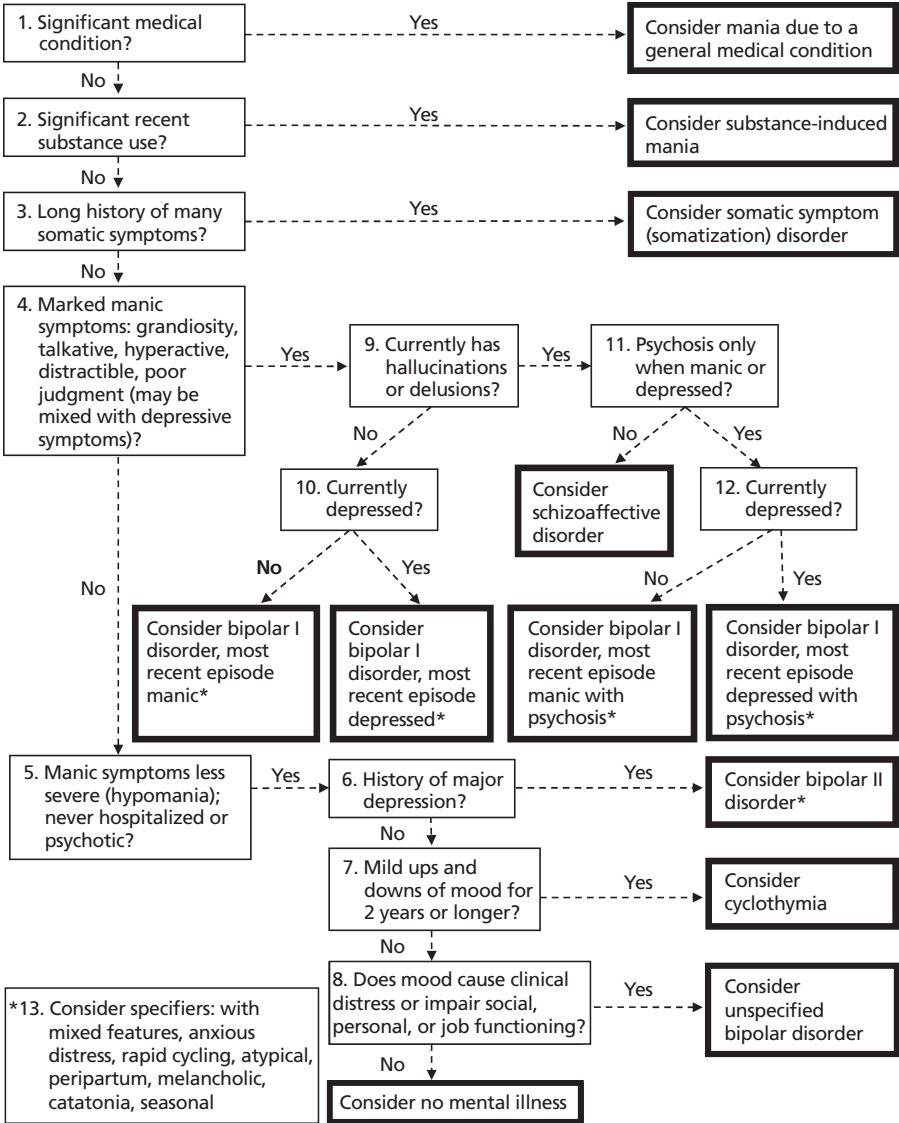 1. Significant medical
condition?
Yes
Consider mania due to a
general medical condition
No
2. Significant recent
substance use?
Yes
Consider substance-induced
mania
No
3. Long history of many
somatic symptoms?
Yes
Consider somatic symptom
(somatization) disorder
No
4. Marked manic
symptoms: grandiosity,
talkative, hyperactive,
distractible, poor
judgment (may be
mixed with depressive
symptoms)?
Yes
9. Currently has
hallucinations
or delusions?
Yes
11. Psychosis only
when manic or
depressed?
No
No
Yes
10. Currently
depressed?
Consider
schizoaffective
disorder
12. Currently
depressed?
No
No
Yes
No
Yes
Consider bipolar I
disorder, most
recent episode
manic*
Consider
bipolar I
disorder, most
recent episode
depressed*
Consider bipolar I
disorder, most
recent episode
manic with
psychosis*
Consider bipolar I
disorder, most
recent episode
depressed with
psychosis*
5. Manic symptoms less
severe (hypomania);
never hospitalized or
psychotic?
Yes
6. History of major
depression?
Yes
Consider bipolar II
disorder*
No
7. Mild ups and
downs of mood for
2 years or longer?
Yes
Consider
cyclothymia
No
8. Does mood cause clinical
distress or impair social,
personal, or job functioning?
Yes
Consider
unspecified
bipolar disorder
No
Consider no mental illness
*13. Consider specifiers: with
mixed features, anxious
distress, rapid cycling, atypical,
peripartum, melancholic,
catatonia, seasonal